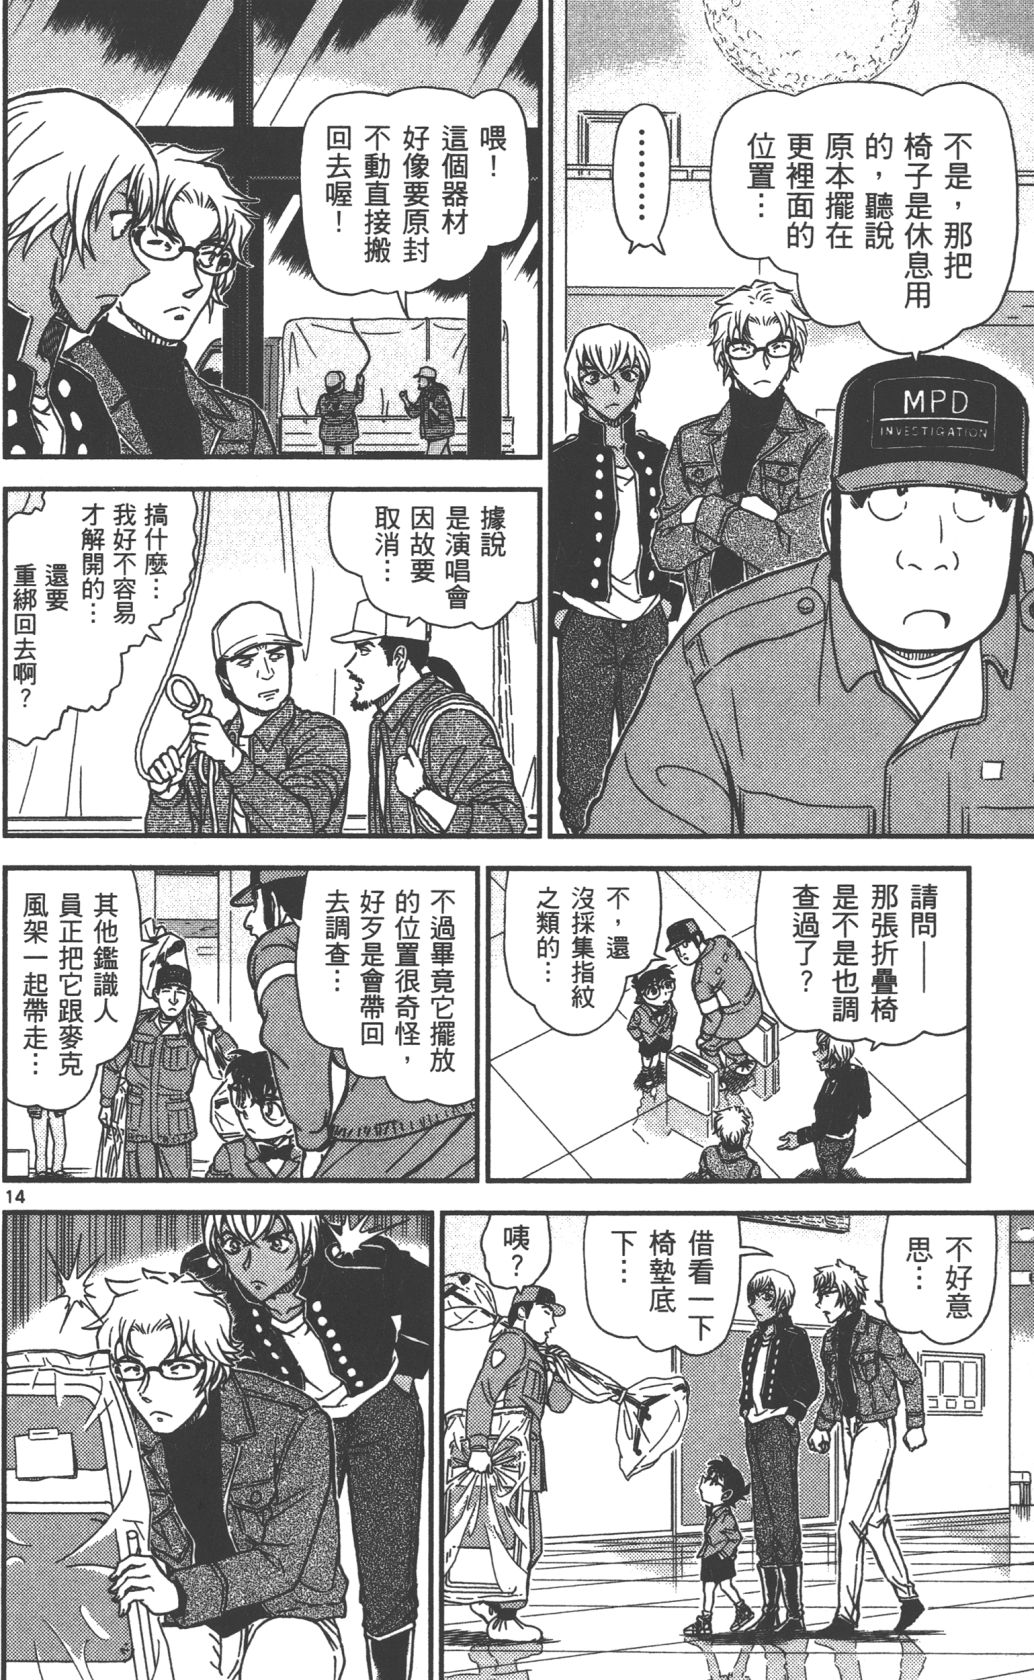 不是，那把
椅子是休息用
的，聽說
原本擺在
更裡面的
位置…
………
MPD
INVESTIGATION
喂！
這個器材
好像要原封
不動直接搬
回去喔！
據說
是演唱會
因故要
取消…
搞什麼…
我好不容易
才解開的…
還要
重綁回去啊？
請問——
那張折疊椅
是不是也調
查過了？
不，還
沒採集指紋
之類的…
不過畢竟它擺放
的位置很奇怪，
好歹是會帶回
去調查…
其他鑑識人
員正把它跟麥克
風架一起帶走…
14
不好意
思…
借看一下
椅墊底
下…
咦？